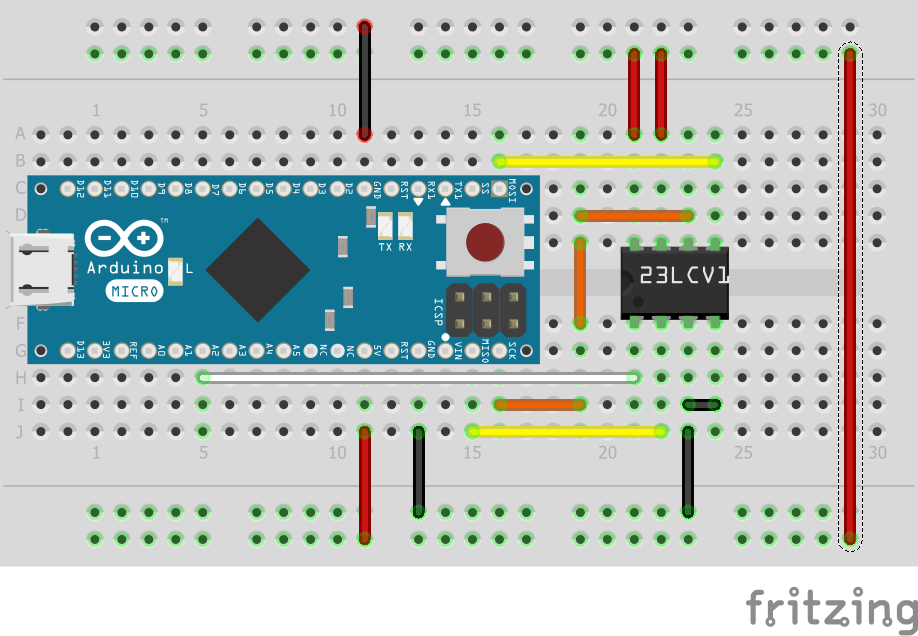 1 5 10 15 20 25 30
A
B
C
D12 D11 D10 D9 D8 D7 D6 D5 D4 D3 D2 GND RST RX1 TX1 SS MOSI
D
TM
TX RX
Arduino L
23LCV1
MICRO
ICSP
F
D13 3V3 REF A0 A1 A2 A3 A4 A5 NC NC 5V RST GND VIN MISO SCK
G
H
I
J
1 5 10 15 20 25 30
fritzing